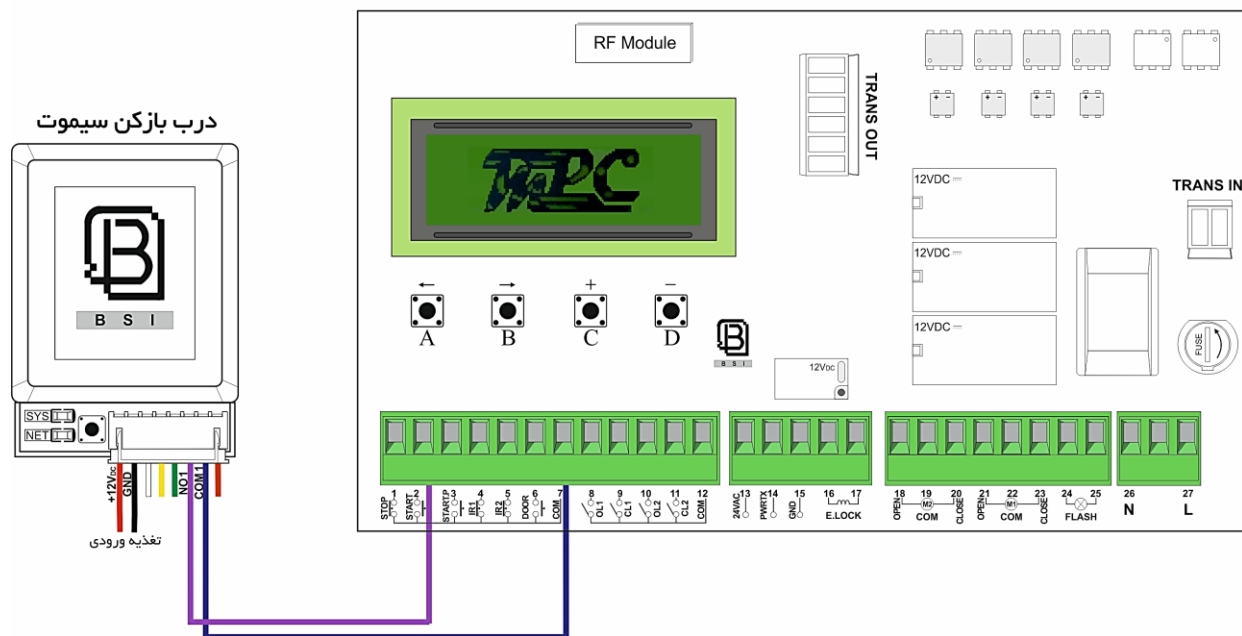 RF Module
TRANS OUT
+ -
+ -
+ -
+ -
درب بازکن سیموت
12VDC
12VDC
12VDC
TRANS IN
FUSE
B S I
← → + -
A B C D
B S I
12VDC
SYS
NET
+12VDC
GND
NO1
COM1
تغذیه ورودی
1 2 3 4 5 6 7 8 9 10 11 12
STOP START START.P IR1 IR2 DOOR COM OL1 CL1 OL2 CL2 COM
13 14 15 16 17
24VAC PWRTX GND E.LOCK
18 19 20 21 22 23 24 25
OPEN M2 COM CLOSE OPEN M1 COM CLOSE FLASH
26 27
N L